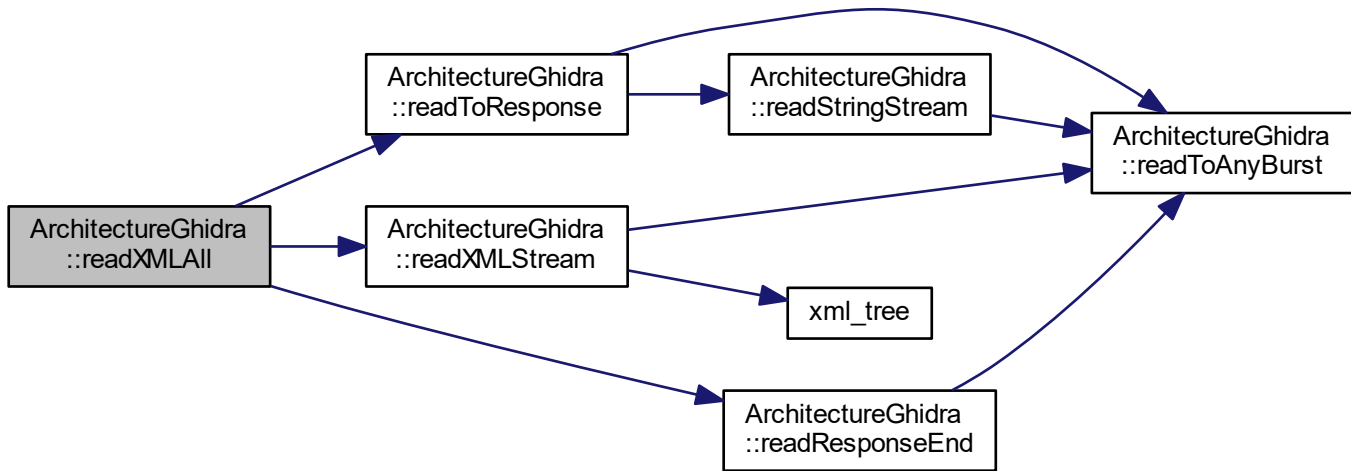 ArchitectureGhidra
::readToResponse
ArchitectureGhidra
::readStringStream
ArchitectureGhidra
::readToAnyBurst
ArchitectureGhidra
::readXMLAll
ArchitectureGhidra
::readXMLStream
xml_tree
ArchitectureGhidra
::readResponseEnd